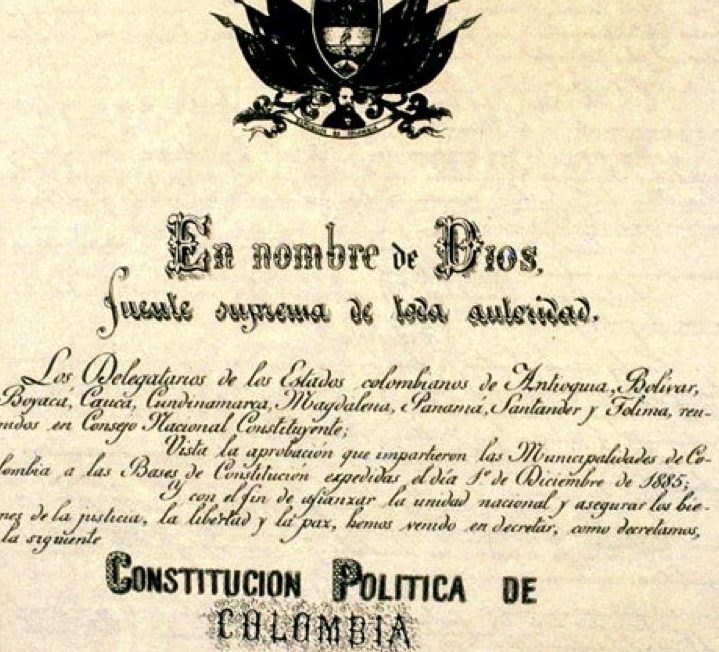 En nombre de Dios,
fuente suprema de toda autoridad.
Los Delegatarios de los Estados colombianos de Antioquia, Bolívar,
Boyacá, Cauca, Cundinamarca, Magdalena, Panamá, Santander y Tolima, reu-
nidos en Consejo Nacional Constituyente;
Vista la aprobación que impartieron las Municipalidades de Co-
lombia a las Bases de Constitución expedidas el día 1º de Diciembre de 1885;
y con el fin de afianzar la unidad nacional y asegurar los bie-
nes de la justicia, la libertad y la paz, hemos venido en decretar, como decretamos,
la siguiente
CONSTITUCION POLITICA DE
COLOMBIA